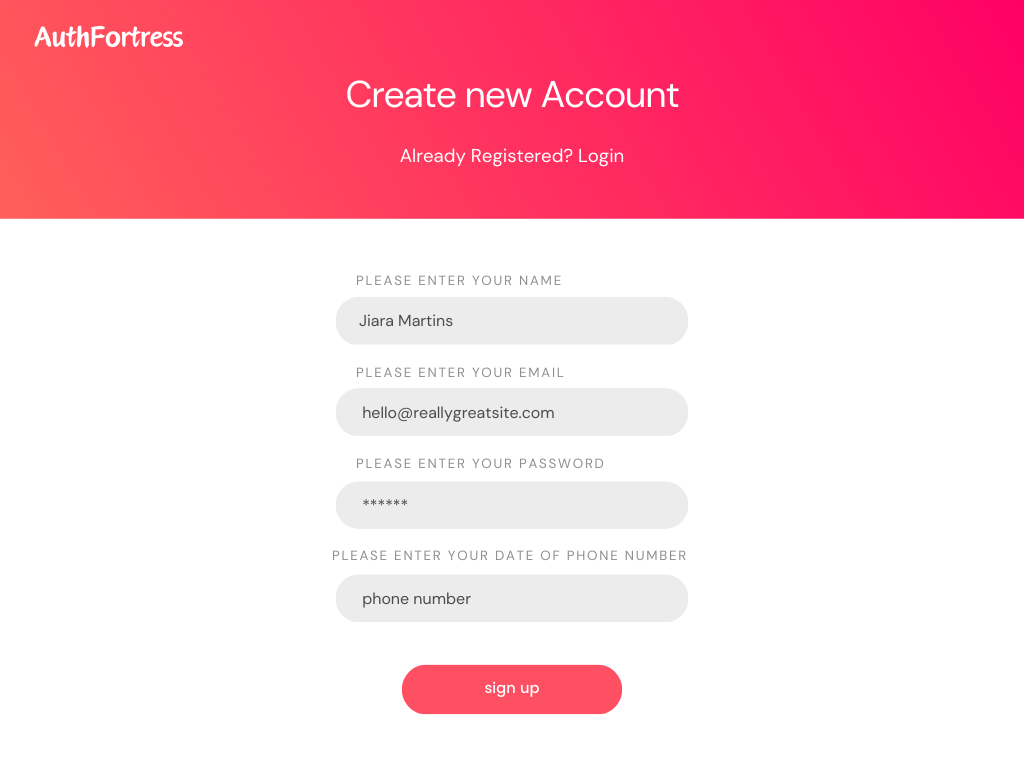 AuthFortress
Create new Account
Already Registered? Login
PLEASE ENTER YOUR NAME
Jiara Martins
PLEASE ENTER YOUR EMAIL
hello@reallygreatsite.com
PLEASE ENTER YOUR PASSWORD
******
PLEASE ENTER YOUR DATE OF PHONE NUMBER
phone number
sign up